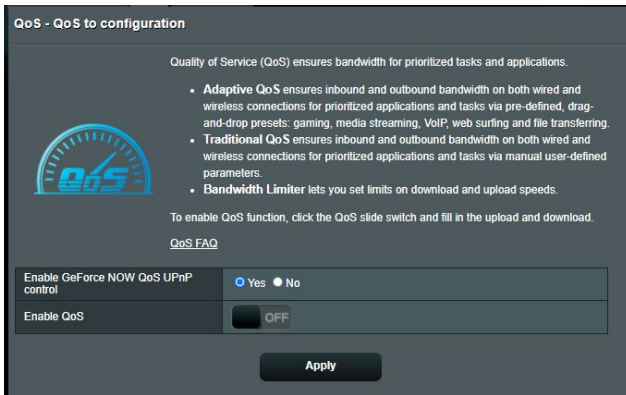 QoS - QoS to configuration
Quality of Service (QoS) ensures bandwidth for prioritized tasks and applications.
• Adaptive QoS ensures inbound and outbound bandwidth on both wired and
wireless connections for prioritized applications and tasks via pre-defined, drag-
and-drop presets: gaming, media streaming, VoIP, web surfing and file transferring.
• Traditional QoS ensures inbound and outbound bandwidth on both wired and
wireless connections for prioritized applications and tasks via manual user-defined
parameters.
• Bandwidth Limiter lets you set limits on download and upload speeds.
QoS
To enable QoS function, click the QoS slide switch and fill in the upload and download.
QoS FAQ
Enable GeForce NOW QoS UPnP
control
Yes No
Enable QoS
OFF
Apply